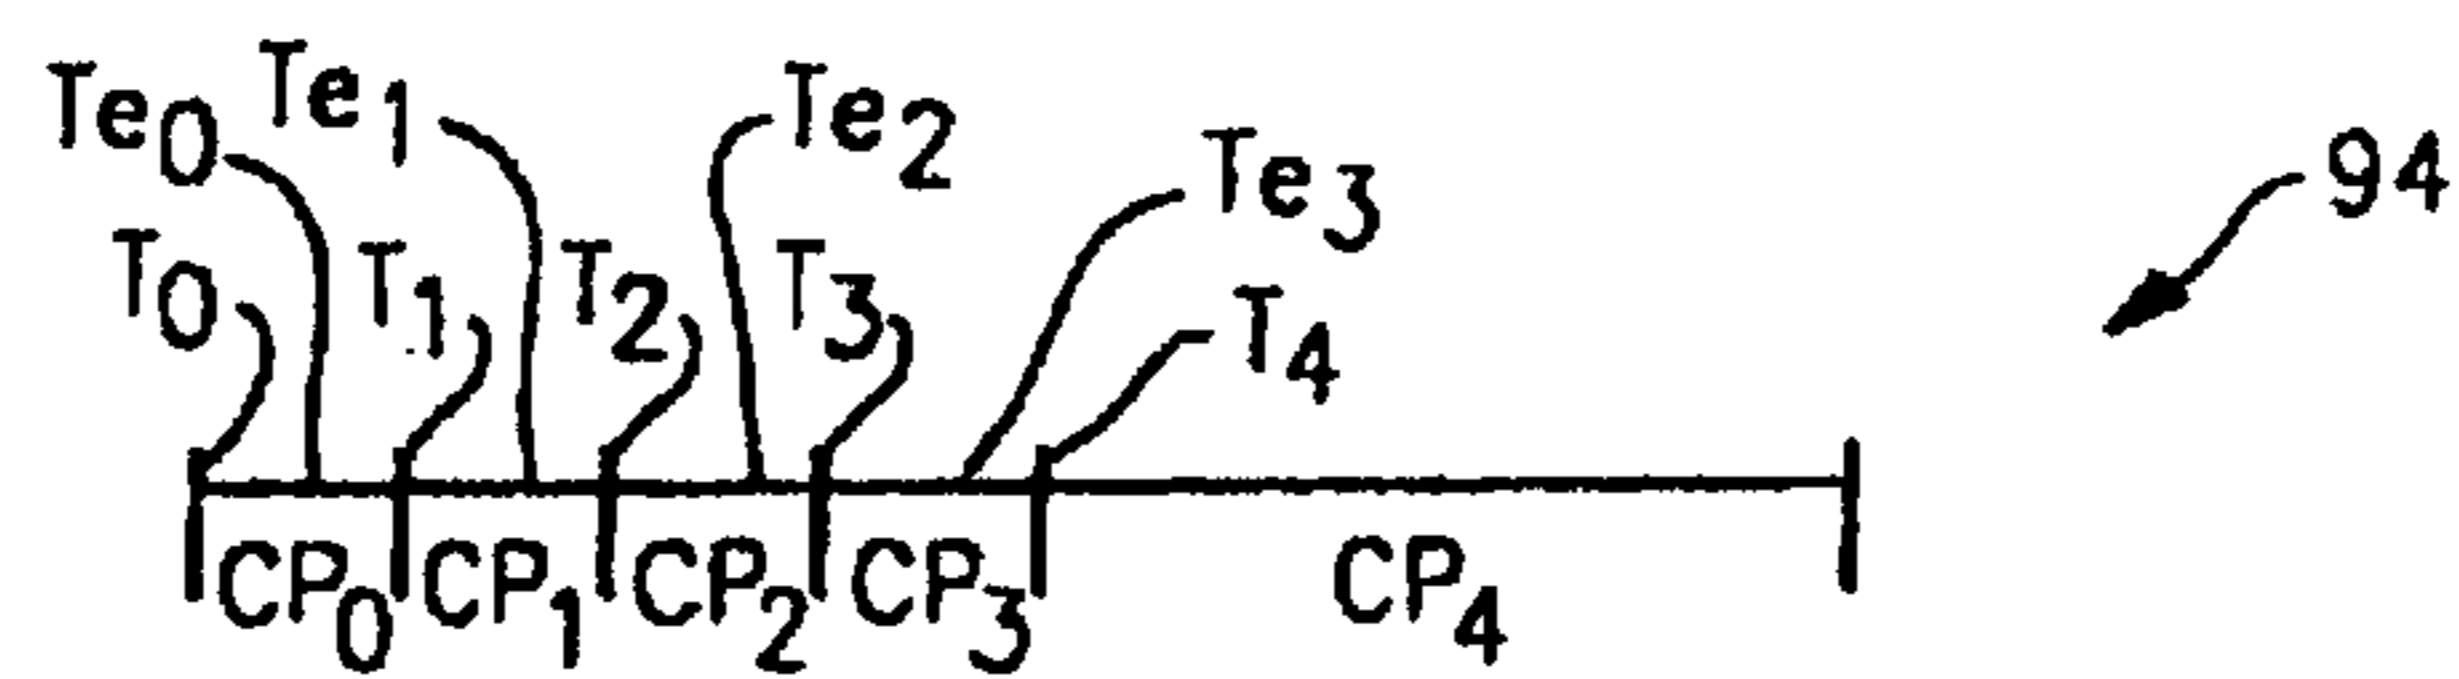 Te0 Te1 Te2 Te3 94
T0 T1 T2 T3 T4
CP0 CP1 CP2 CP3 CP4